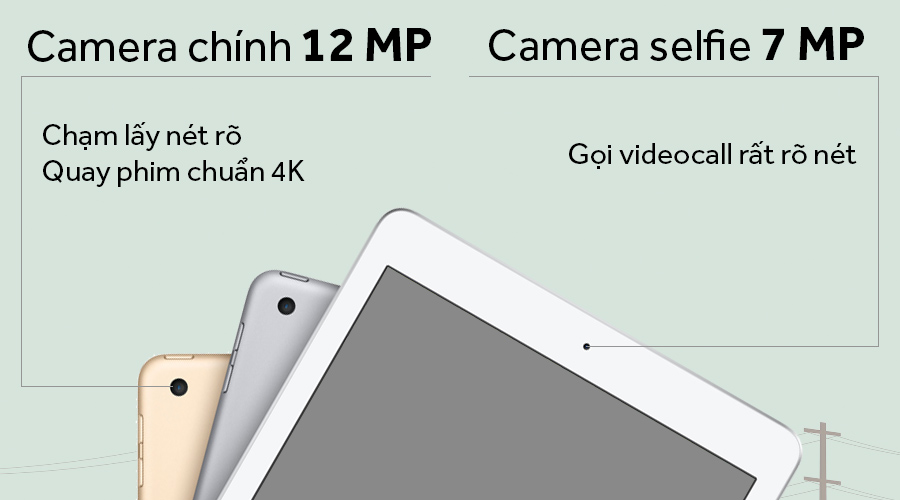 Camera chính 12 MP
Chạm lấy nét rõ
Quay phim chuẩn 4K
Camera selfie 7 MP
Gọi videocall rất rõ nét